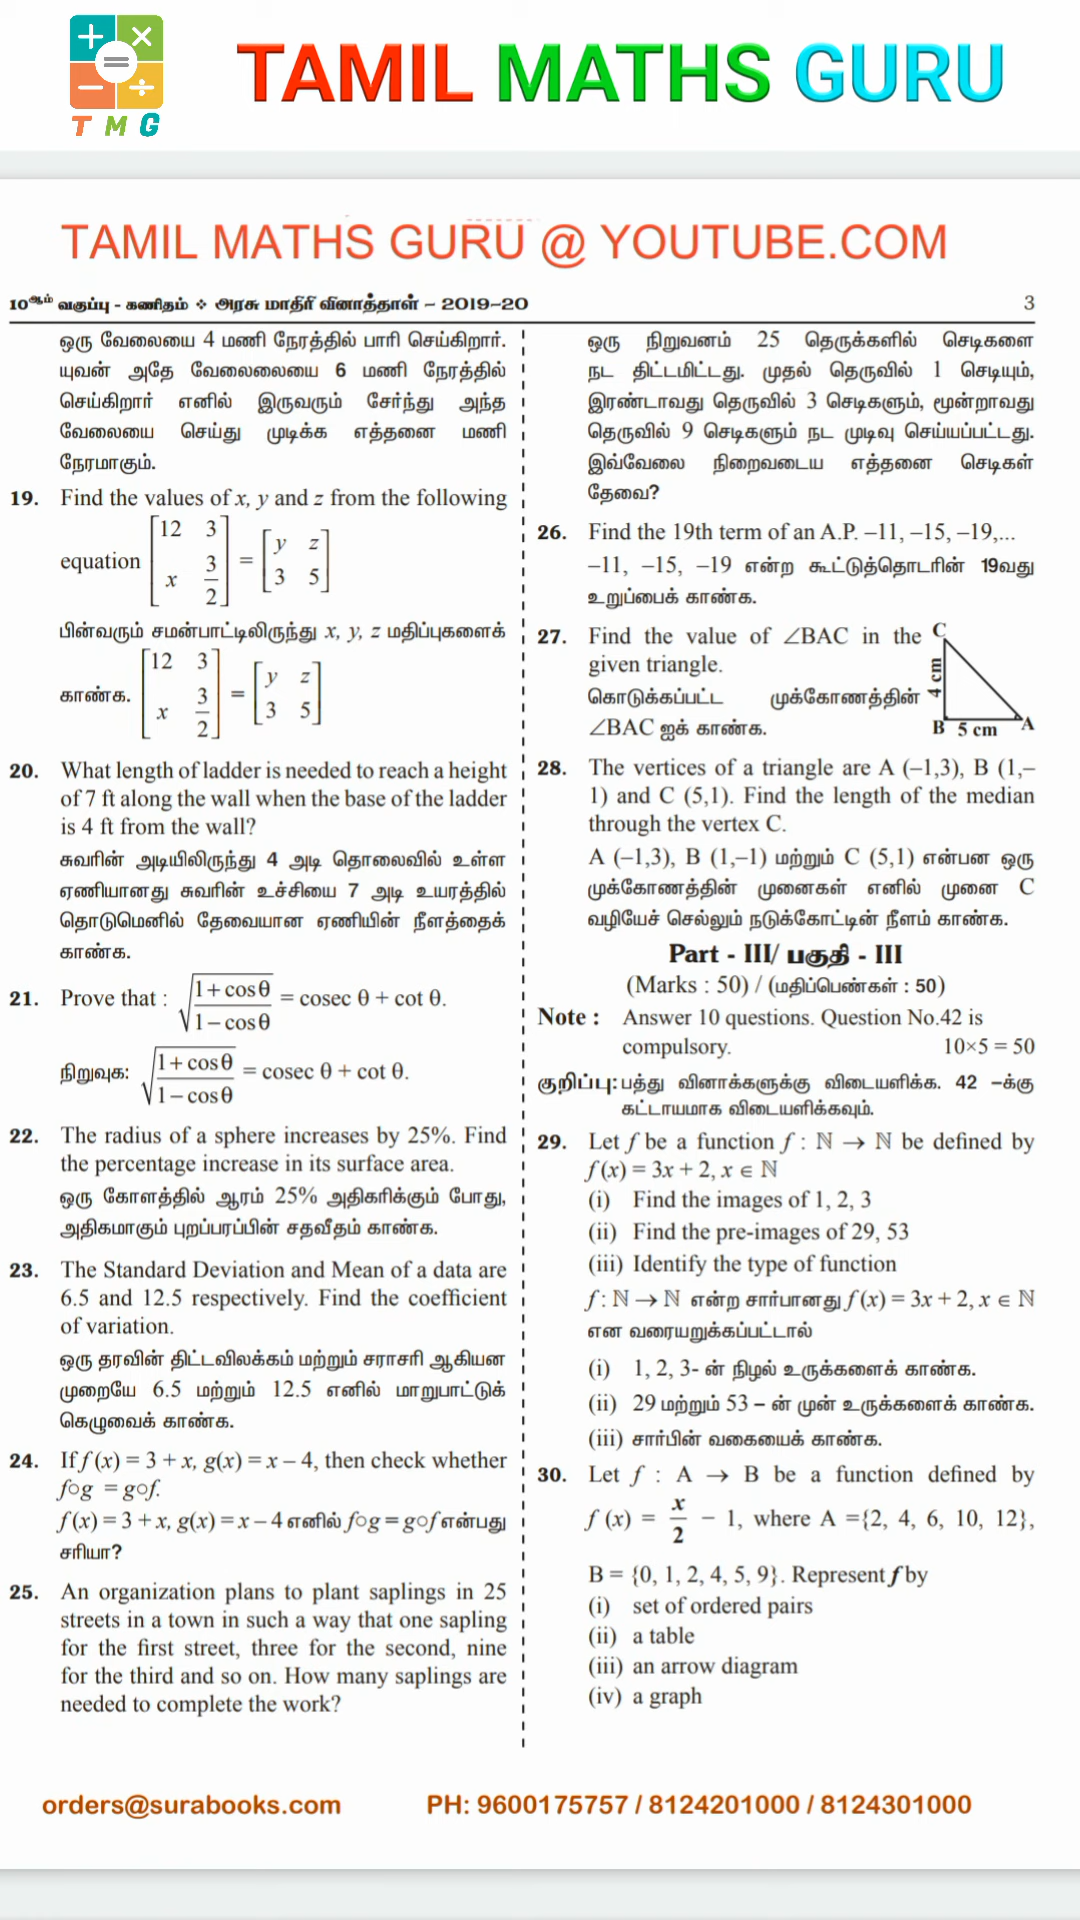 TAMIL MATHS GURU
T M G
TAMIL MATHS GURU @ YOUTUBE.COM
10ஆம் வகுப்பு - கணிதம் ❖ அரசு மாதிரி வினாத்தாள் – 2019–20 3
ஒரு வேலையை 4 மணி நேரத்தில் பாரி செய்கிறார்.
யுவன் அதே வேலைலையை 6 மணி நேரத்தில்
செய்கிறார் எனில் இருவரும் சேர்ந்து அந்த
வேலையை செய்து முடிக்க எத்தனை மணி
நேரமாகும்.
19. Find the values of x, y and z from the following
equation [12 3; x 3/2] = [y z; 3 5]
பின்வரும் சமன்பாட்டிலிருந்து x, y, z மதிப்புகளைக்
காண்க. [12 3; x 3/2] = [y z; 3 5]
20. What length of ladder is needed to reach a height
of 7 ft along the wall when the base of the ladder
is 4 ft from the wall?
சுவரின் அடியிலிருந்து 4 அடி தொலைவில் உள்ள
ஏணியானது சுவரின் உச்சியை 7 அடி உயரத்தில்
தொடுமெனில் தேவையான ஏணியின் நீளத்தைக்
காண்க.
21. Prove that : √((1+cosθ)/(1–cosθ)) = cosec θ + cot θ.
நிறுவுக: √((1+cosθ)/(1–cosθ)) = cosec θ + cot θ.
22. The radius of a sphere increases by 25%. Find
the percentage increase in its surface area.
ஒரு கோளத்தில் ஆரம் 25% அதிகரிக்கும் போது,
அதிகமாகும் புறப்பரப்பின் சதவீதம் காண்க.
23. The Standard Deviation and Mean of a data are
6.5 and 12.5 respectively. Find the coefficient
of variation.
ஒரு தரவின் திட்டவிலக்கம் மற்றும் சராசரி ஆகியன
முறையே 6.5 மற்றும் 12.5 எனில் மாறுபாட்டுக்
கெழுவைக் காண்க.
24. If f (x) = 3 + x, g(x) = x – 4, then check whether
f○g = g○f.
f (x) = 3 + x, g(x) = x – 4 எனில் f○g = g○f என்பது
சரியா?
25. An organization plans to plant saplings in 25
streets in a town in such a way that one sapling
for the first street, three for the second, nine
for the third and so on. How many saplings are
needed to complete the work?
ஒரு நிறுவனம் 25 தெருக்களில் செடிகளை
நட திட்டமிட்டது. முதல் தெருவில் 1 செடியும்,
இரண்டாவது தெருவில் 3 செடிகளும், மூன்றாவது
தெருவில் 9 செடிகளும் நட முடிவு செய்யப்பட்டது.
இவ்வேலை நிறைவடைய எத்தனை செடிகள்
தேவை?
26. Find the 19th term of an A.P. –11, –15, –19,...
–11, –15, –19 என்ற கூட்டுத்தொடரின் 19வது
உறுப்பைக் காண்க.
27. Find the value of ∠BAC in the
given triangle.
கொடுக்கப்பட்ட முக்கோணத்தின்
∠BAC ஐக் காண்க.
C
4 cm
B 5 cm A
28. The vertices of a triangle are A (–1,3), B (1,–
1) and C (5,1). Find the length of the median
through the vertex C.
A (–1,3), B (1,–1) மற்றும் C (5,1) என்பன ஒரு
முக்கோணத்தின் முனைகள் எனில் முனை C
வழியேச் செல்லும் நடுக்கோட்டின் நீளம் காண்க.
Part - III/ பகுதி - III
(Marks : 50) / (மதிப்பெண்கள் : 50)
Note : Answer 10 questions. Question No.42 is
compulsory. 10×5 = 50
குறிப்பு: பத்து வினாக்களுக்கு விடையளிக்க. 42 –க்கு
கட்டாயமாக விடையளிக்கவும்.
29. Let f be a function f : ℕ → ℕ be defined by
f (x) = 3x + 2, x ∈ ℕ
(i) Find the images of 1, 2, 3
(ii) Find the pre-images of 29, 53
(iii) Identify the type of function
f : ℕ → ℕ என்ற சார்பானது f (x) = 3x + 2, x ∈ ℕ
என வரையறுக்கப்பட்டால்
(i) 1, 2, 3- ன் நிழல் உருக்களைக் காண்க.
(ii) 29 மற்றும் 53 – ன் முன் உருக்களைக் காண்க.
(iii) சார்பின் வகையைக் காண்க.
30. Let f : A → B be a function defined by
f (x) = x/2 – 1, where A ={2, 4, 6, 10, 12},
B = {0, 1, 2, 4, 5, 9}. Represent f by
(i) set of ordered pairs
(ii) a table
(iii) an arrow diagram
(iv) a graph
orders@surabooks.com PH: 9600175757 / 8124201000 / 8124301000